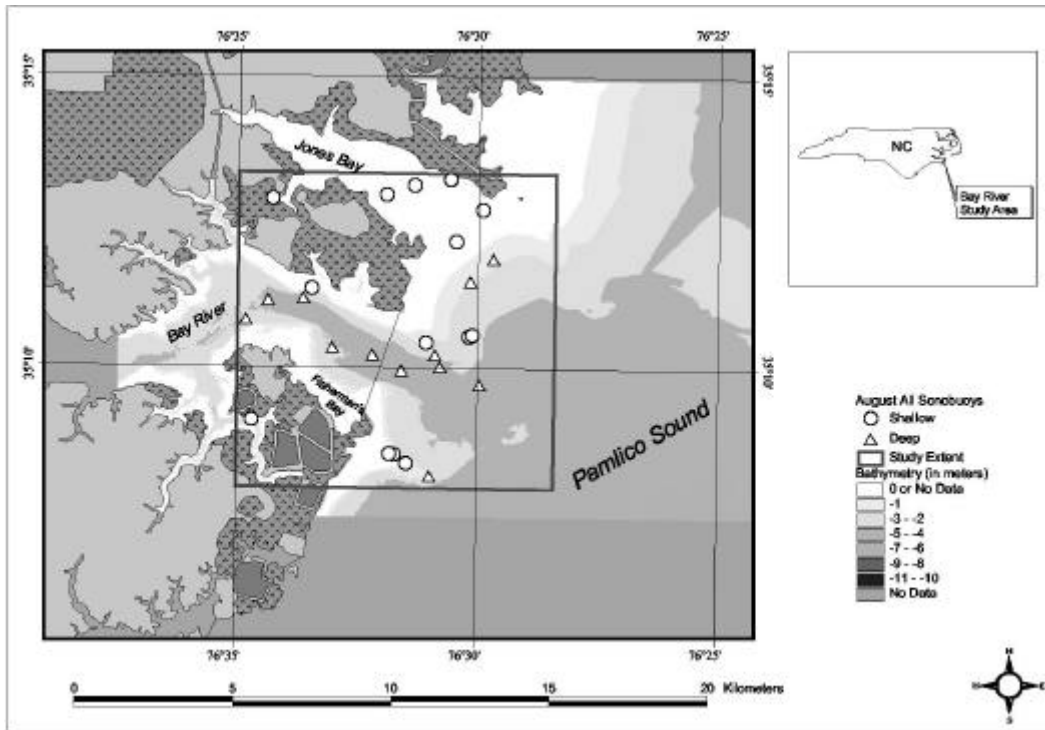 76°35'
76°30'
76°25'
35°15'
35°15'
Jones Bay
NC
Bay River
Study Area
Bay River
35°10'
35°10'
Fisherman's
Bay
Pamlico Sound
August All Sonobuoys
Shallow
Deep
Study Extent
Bathymetry (in meters)
0 or No Data
-1
-3 - -2
-5 - -4
-7 - -6
-9 - -8
-11 - -10
No Data
76°35'
76°30'
76°25'
0
5
10
15
20 Kilometers
N
W
E
S